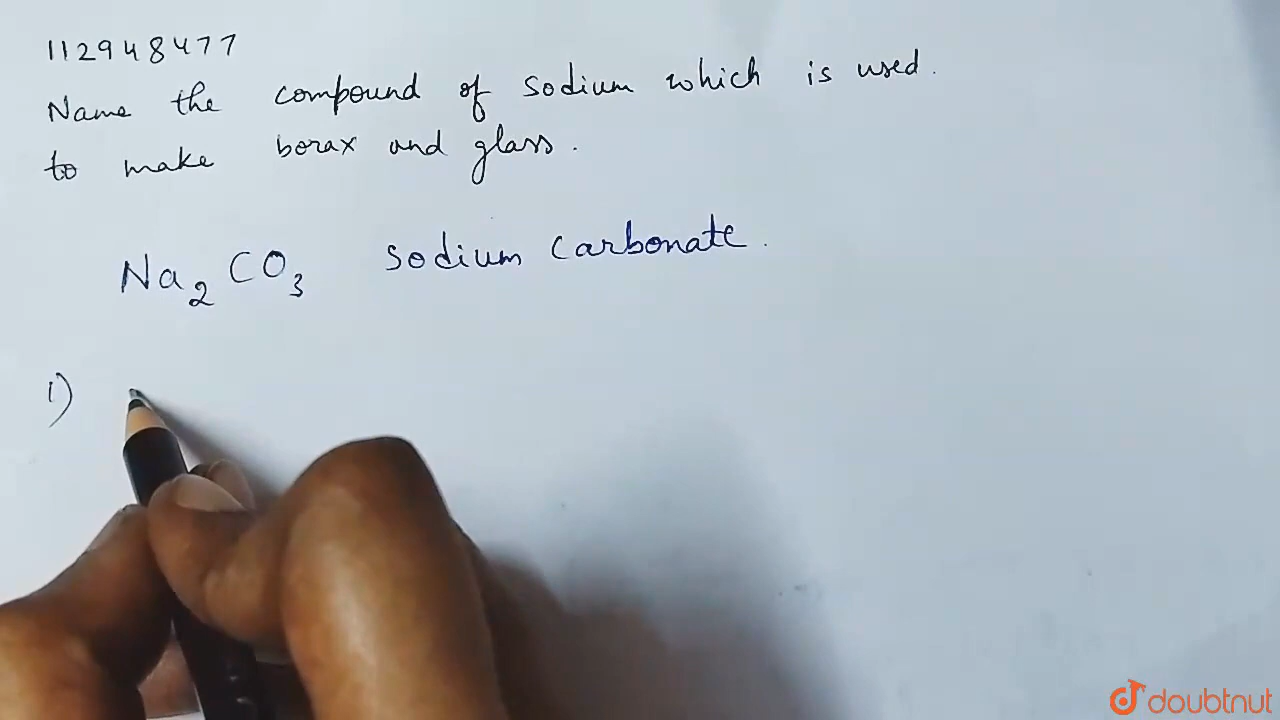 112948477
Name the compound of sodium which is used.
to make borax and glass.
Na2CO3 sodium carbonate.
1)
doubtnut